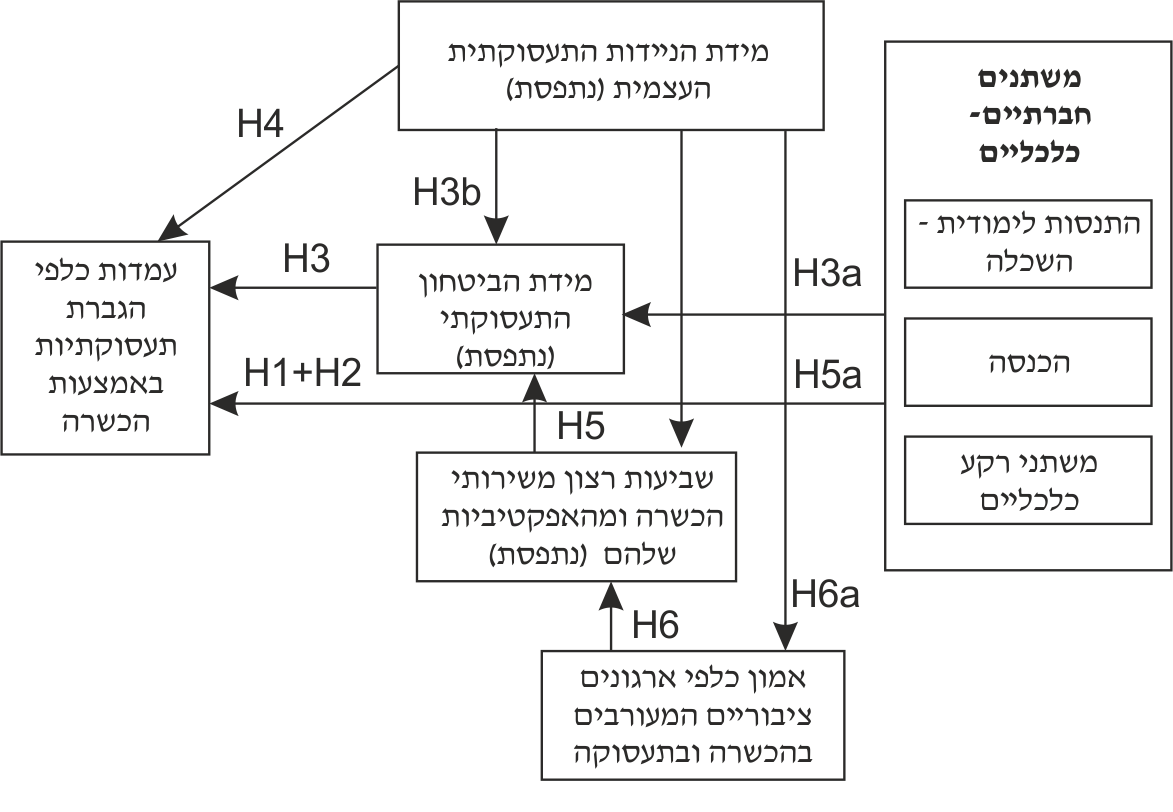 מידת הניידות התעסוקתית
העצמית (נתפסת)
משתנים
חברתיים-
כלכליים
התנסות לימודית -
השכלה
הכנסה
משתני רקע
כלכליים
H4
H3b
H3a
H3
מידת הביטחון
התעסוקתי
(נתפסת)
עמדות כלפי
הגברת
תעסוקתיות
באמצעות
הכשרה
H1+H2
H5a
H5
שביעות רצון משירותי
הכשרה ומהאפקטיביות
שלהם (נתפסת)
H6a
H6
אמון כלפי ארגונים
ציבוריים המעורבים
בהכשרה ובתעסוקה